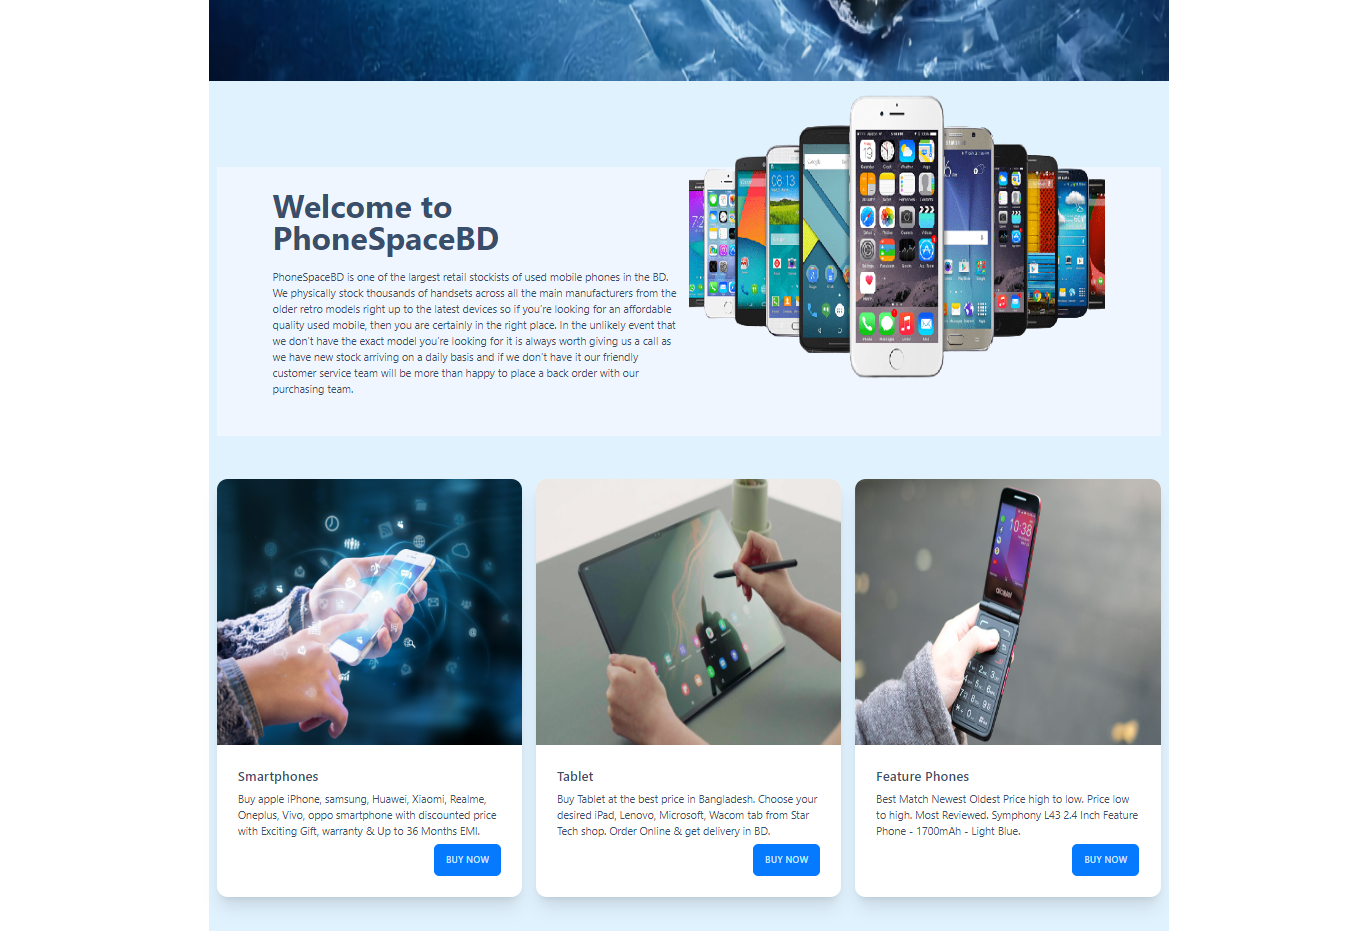 Welcome to
PhoneSpaceBD
PhoneSpaceBD is one of the largest retail stockists of used mobile phones in the BD.
We physically stock thousands of handsets across all the main manufacturers from the
older retro models right up to the latest devices so if you're looking for an affordable
quality used mobile, then you are certainly in the right place. In the unlikely event that
we don't have the exact model you're looking for it is always worth giving us a call as
we have new stock arriving on a daily basis and if we don't have it our friendly
customer service team will be more than happy to place a back order with our
purchasing team.
08:13
10:38
alcatel
Smartphones
Buy apple iPhone, samsung, Huawei, Xiaomi, Realme,
Oneplus, Vivo, oppo smartphone with discounted price
with Exciting Gift, warranty & Up to 36 Months EMI.
BUY NOW
Tablet
Buy Tablet at the best price in Bangladesh. Choose your
desired iPad, Lenovo, Microsoft, Wacom tab from Star
Tech shop. Order Online & get delivery in BD.
BUY NOW
Feature Phones
Best Match Newest Oldest Price high to low. Price low
to high. Most Reviewed. Symphony L43 2.4 Inch Feature
Phone - 1700mAh - Light Blue.
BUY NOW